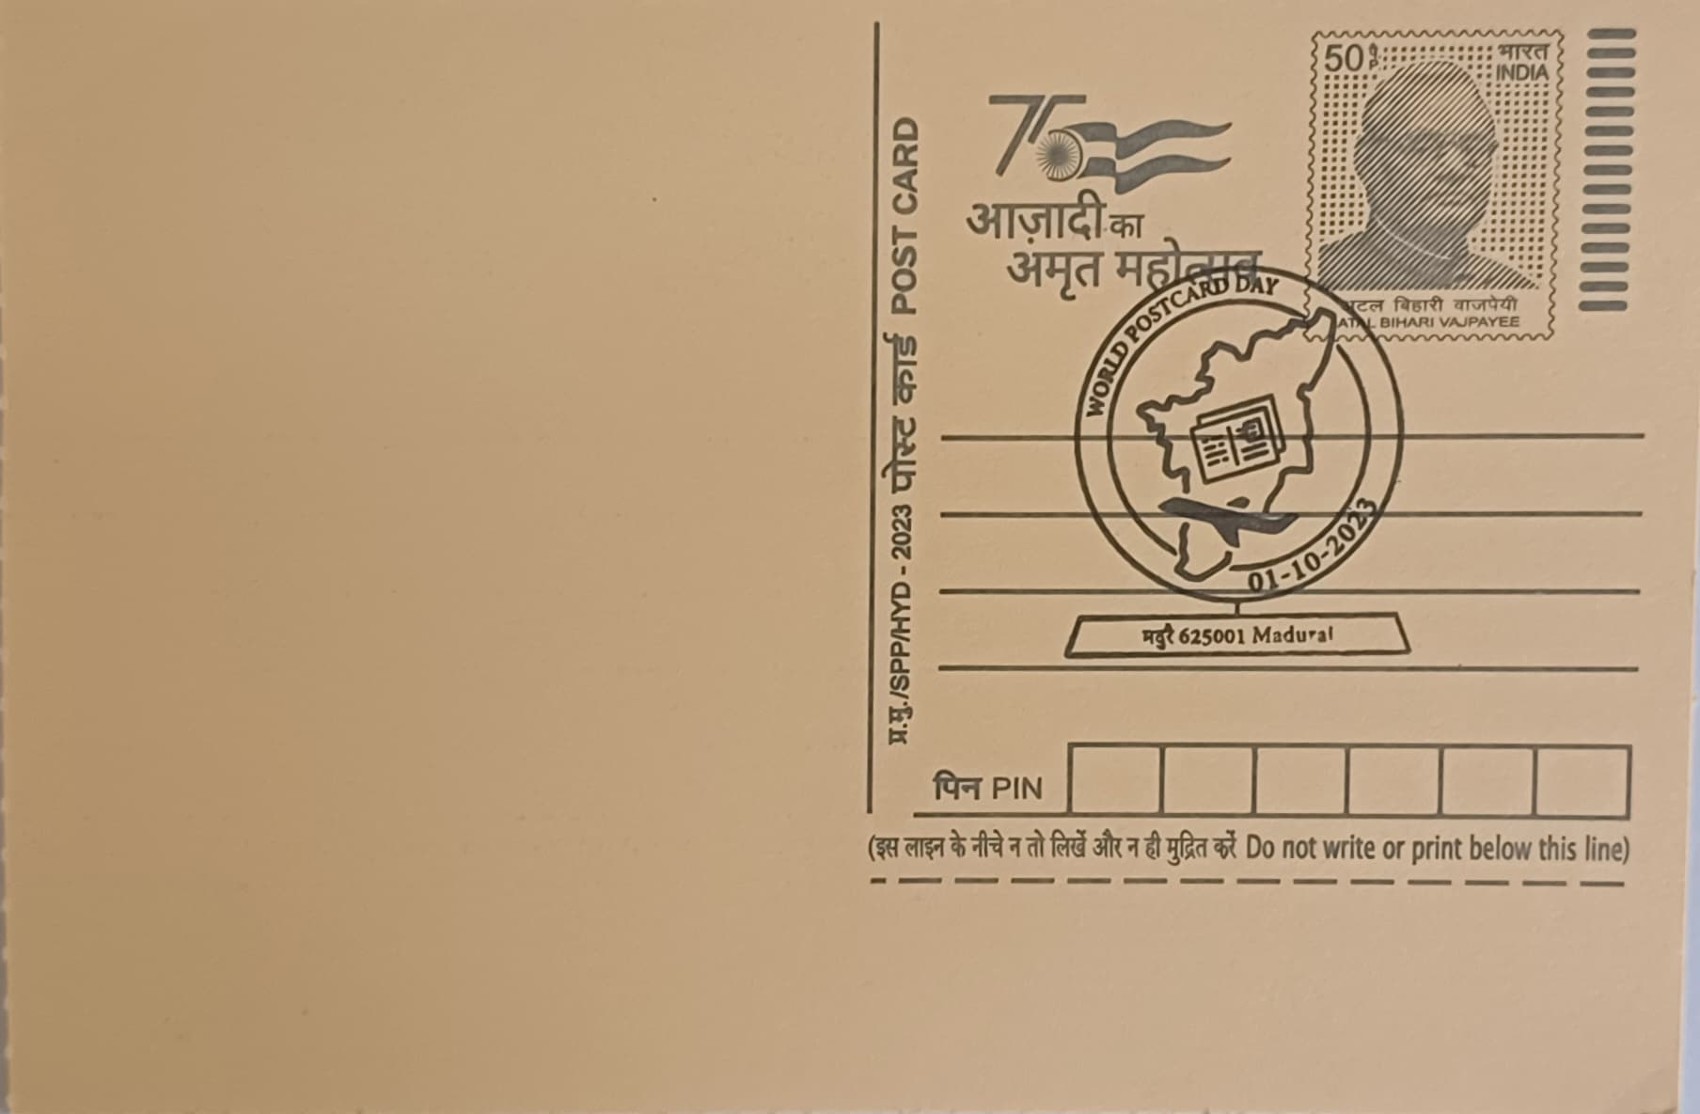 50 पै P. भारत
INDIA
75
आज़ादी का
अमृत महोत्सव
अटल बिहारी वाजपेयी
ATAL BIHARI VAJPAYEE
प्र.मु./SPP/HYD - 2023 पोस्ट कार्ड POST CARD
WORLD POSTCARD DAY
01-10-2023
मदुरै 625001 Madurai
पिन PIN
(इस लाइन के नीचे न तो लिखें और न ही मुद्रित करें Do not write or print below this line)